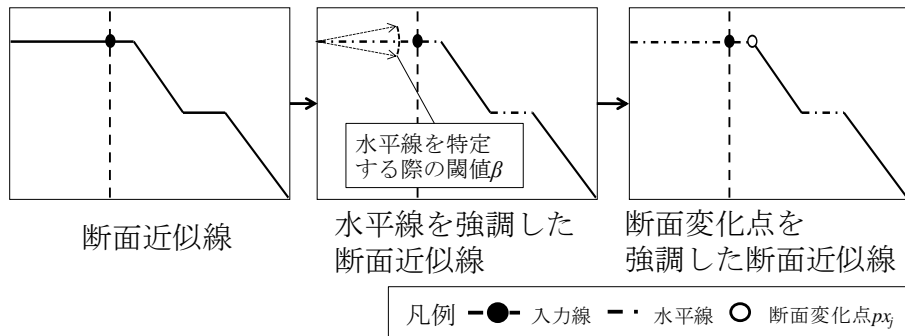 水平線を特定
する際の閾値β
断面近似線
水平線を強調した
断面近似線
断面変化点を
強調した断面近似線
凡例 入力線 水平線 断面変化点pxj